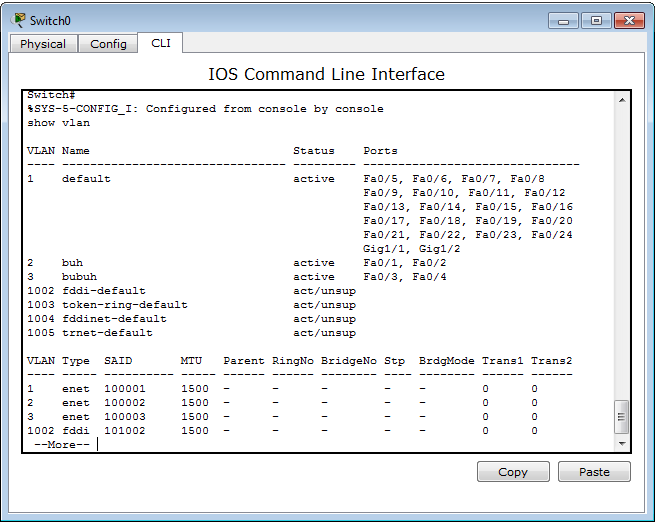 Switch0
Physical Config CLI
IOS Command Line Interface
Switch#
%SYS-5-CONFIG_I: Configured from console by console
show vlan
VLAN Name                             Status    Ports
---- -------------------------------- --------- -------------------------------
1    default                          active    Fa0/5, Fa0/6, Fa0/7, Fa0/8
                                                Fa0/9, Fa0/10, Fa0/11, Fa0/12
                                                Fa0/13, Fa0/14, Fa0/15, Fa0/16
                                                Fa0/17, Fa0/18, Fa0/19, Fa0/20
                                                Fa0/21, Fa0/22, Fa0/23, Fa0/24
                                                Gig1/1, Gig1/2
2    buh                              active    Fa0/1, Fa0/2
3    bubuh                            active    Fa0/3, Fa0/4
1002 fddi-default                     act/unsup
1003 token-ring-default               act/unsup
1004 fddinet-default                  act/unsup
1005 trnet-default                    act/unsup
VLAN Type  SAID       MTU   Parent RingNo BridgeNo Stp  BrdgMode Trans1 Trans2
---- ----- ---------- ----- ------ ------ -------- ---- -------- ------ ------
1    enet  100001     1500  -      -      -        -    -        0      0
2    enet  100002     1500  -      -      -        -    -        0      0
3    enet  100003     1500  -      -      -        -    -        0      0
1002 fddi  101002     1500  -      -      -        -    -        0      0
 --More--
Copy Paste